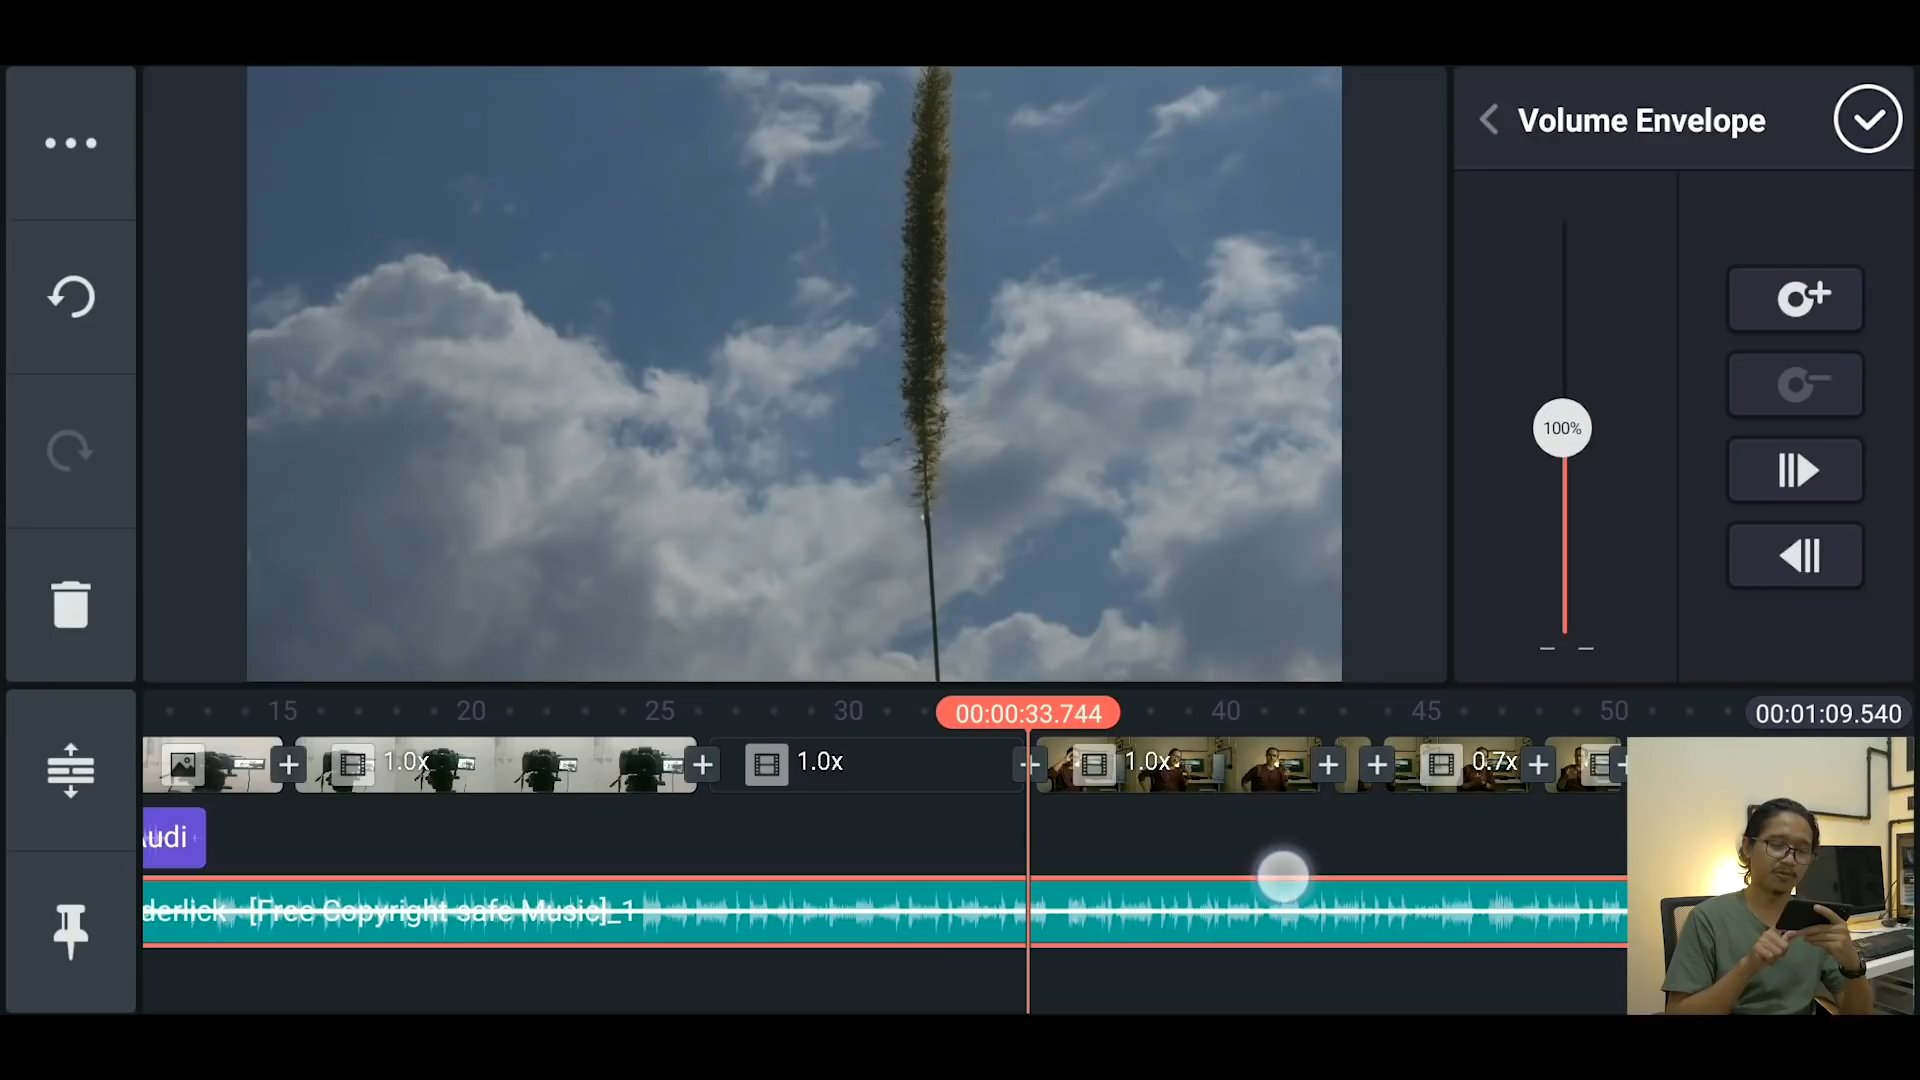 Volume Envelope
100%
15 20 25 30 00:00:33.744 40 45 50 00:01:09.540
1.0x 1.0x 1.0x 0.7x
Audi
derlick - [Free Copyright safe Music]_1